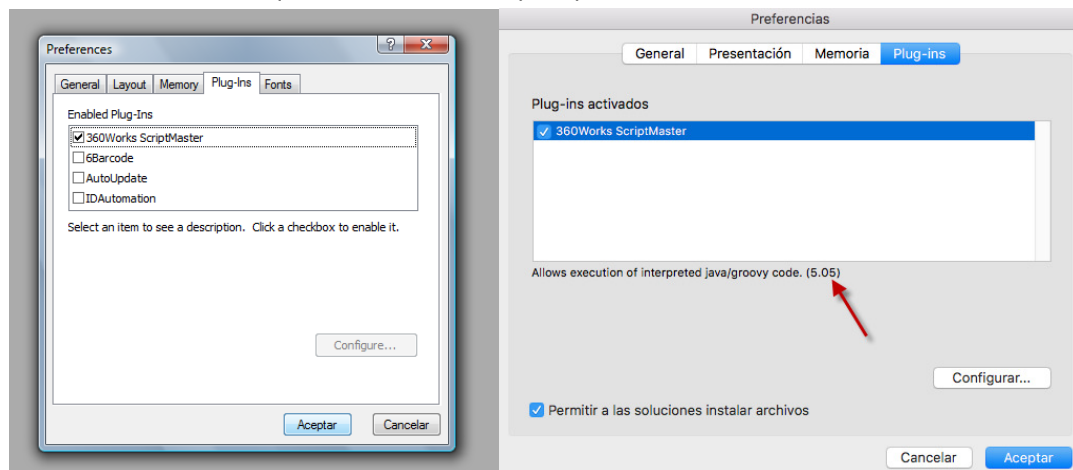 Preferences
General Layout Memory Plug-Ins Fonts
Enabled Plug-Ins
360Works ScriptMaster
6Barcode
AutoUpdate
IDAutomation
Select an item to see a description. Click a checkbox to enable it.
Configure...
Aceptar Cancelar
Preferencias
General Presentación Memoria Plug-ins
Plug-ins activados
360Works ScriptMaster
Allows execution of interpreted java/groovy code. (5.05)
Configurar...
Permitir a las soluciones instalar archivos
Cancelar Aceptar